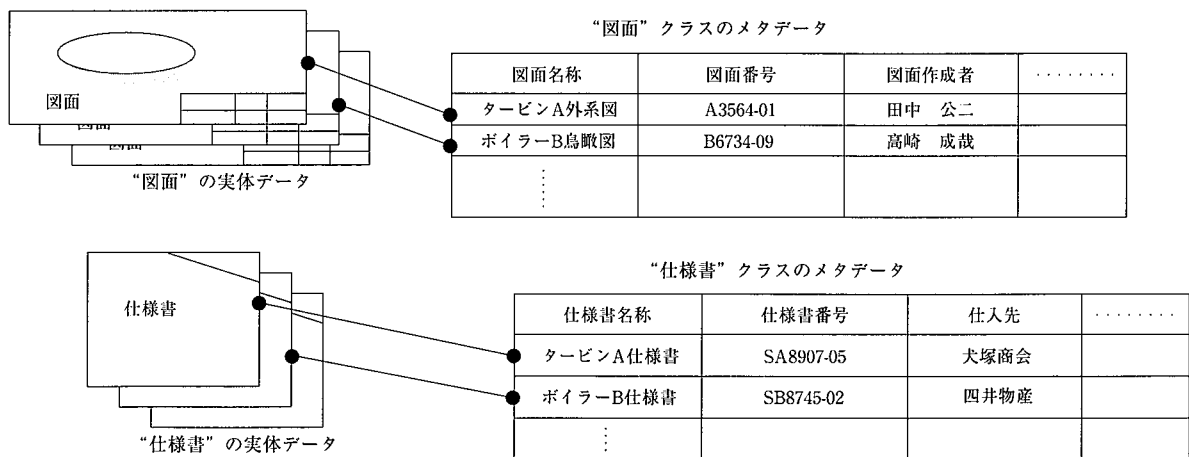 “図面” クラスのメタデータ
図面名称 図面番号 図面作成者 ‥‥‥‥
タービンA外系図 A3564-01 田中 公二
ボイラーB鳥瞰図 B6734-09 高崎 成哉
図面
図面
図面
“図面” の実体データ
“仕様書” クラスのメタデータ
仕様書名称 仕様書番号 仕入先 ‥‥‥‥
タービンA仕様書 SA8907-05 犬塚商会
ボイラーB仕様書 SB8745-02 四井物産
仕様書
“仕様書” の実体データ